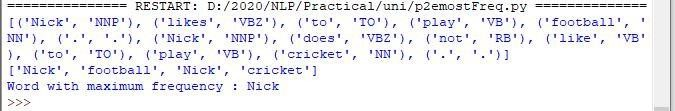 =============== RESTART: D:/2020/NLP/Practical/uni/p2emostFreq.py ==============
[('Nick', 'NNP'), ('likes', 'VBZ'), ('to', 'TO'), ('play', 'VB'), ('football', '
NN'), ('.', '.'), ('Nick', 'NNP'), ('does', 'VBZ'), ('not', 'RB'), ('like', 'VB'
), ('to', 'TO'), ('play', 'VB'), ('cricket', 'NN'), ('.', '.')]
['Nick', 'football', 'Nick', 'cricket']
Word with maximum frequency : Nick
>>>